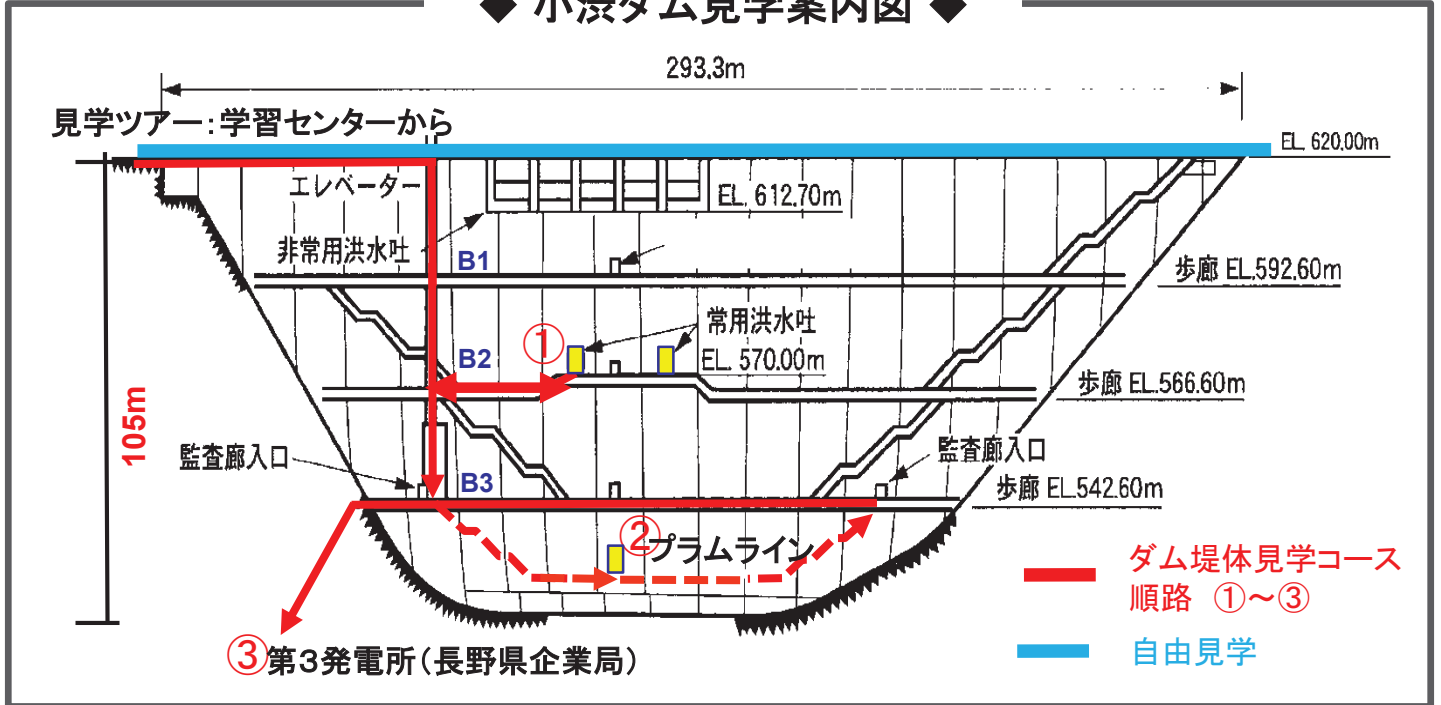 ◆ 小渋ダム見学案内図 ◆
293.3m
見学ツアー：学習センターから
EL. 620.00m
エレベーター
EL. 612.70m
非常用洪水吐
B1
歩廊 EL.592.60m
常用洪水吐
①
B2
EL. 570.00m
歩廊 EL.566.60m
105m
監査廊入口
監査廊入口
B3
歩廊 EL.542.60m
②プラムライン
ダム堤体見学コース
順路 ①～③
③第３発電所（長野県企業局）
自由見学